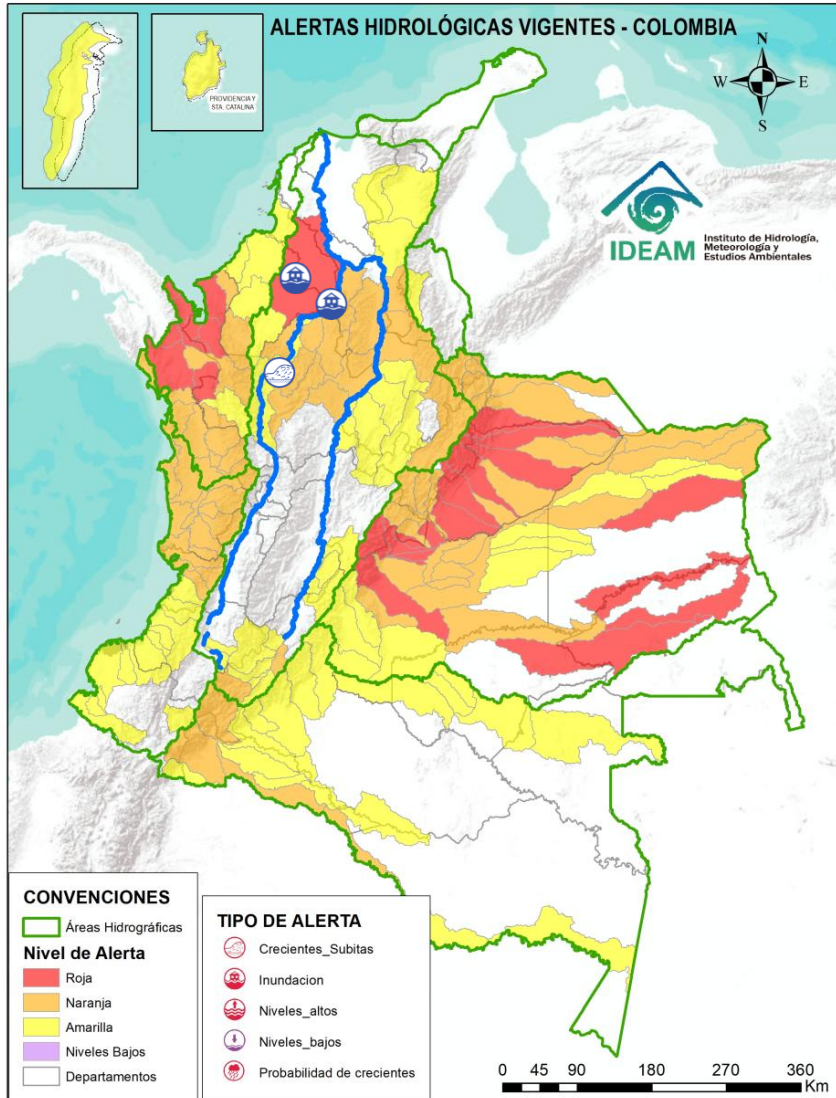 ALERTAS HIDROLÓGICAS VIGENTES - COLOMBIA
PROVIDENCIA Y
STA. CATALINA
N
W
E
S
IDEAM
Instituto de Hidrología,
Meteorología y
Estudios Ambientales
CONVENCIONES
Áreas Hidrográficas
Nivel de Alerta
Roja
Naranja
Amarilla
Niveles Bajos
Departamentos
TIPO DE ALERTA
Crecientes_Subitas
Inundacion
Niveles_altos
Niveles_bajos
Probabilidad de crecientes
0 45 90 180 270 360
Km